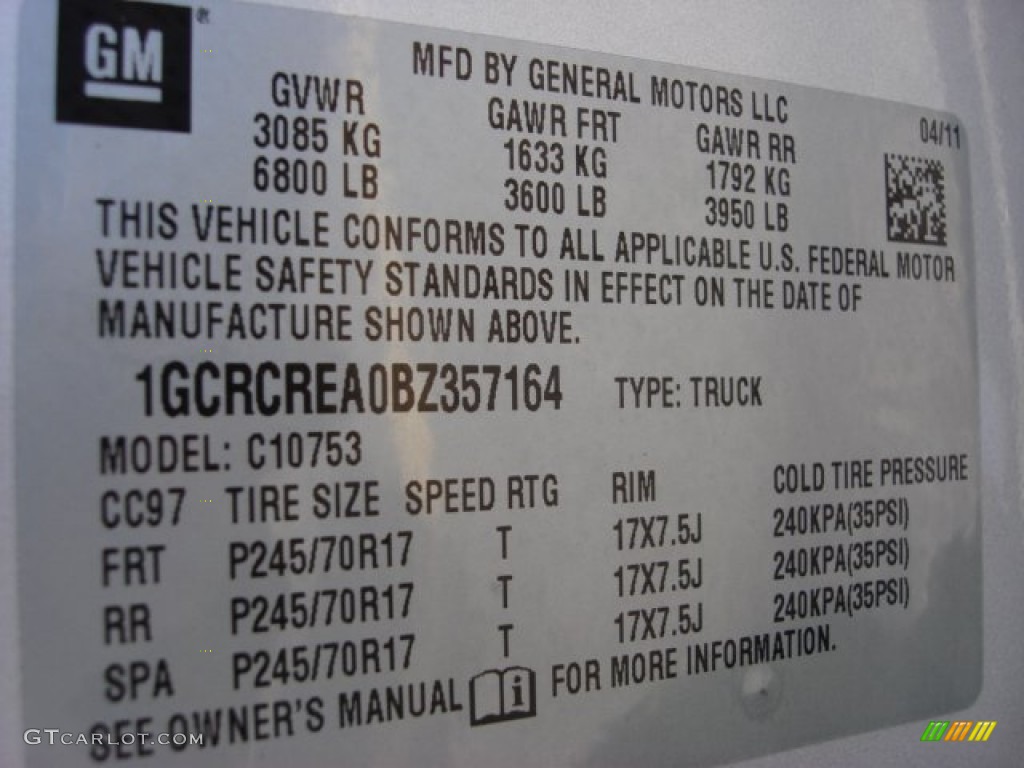 GM ®
MFD BY GENERAL MOTORS LLC
04/11
GVWR GAWR FRT GAWR RR
3085 KG 1633 KG 1792 KG
6800 LB 3600 LB 3950 LB
THIS VEHICLE CONFORMS TO ALL APPLICABLE U.S. FEDERAL MOTOR
VEHICLE SAFETY STANDARDS IN EFFECT ON THE DATE OF
MANUFACTURE SHOWN ABOVE.
1GCRCREA0BZ357164 TYPE: TRUCK
MODEL: C10753
CC97 TIRE SIZE SPEED RTG RIM COLD TIRE PRESSURE
FRT P245/70R17 T 17X7.5J 240KPA(35PSI)
RR P245/70R17 T 17X7.5J 240KPA(35PSI)
SPA P245/70R17 T 17X7.5J 240KPA(35PSI)
SEE OWNER'S MANUAL i FOR MORE INFORMATION.
GTcarlot.com